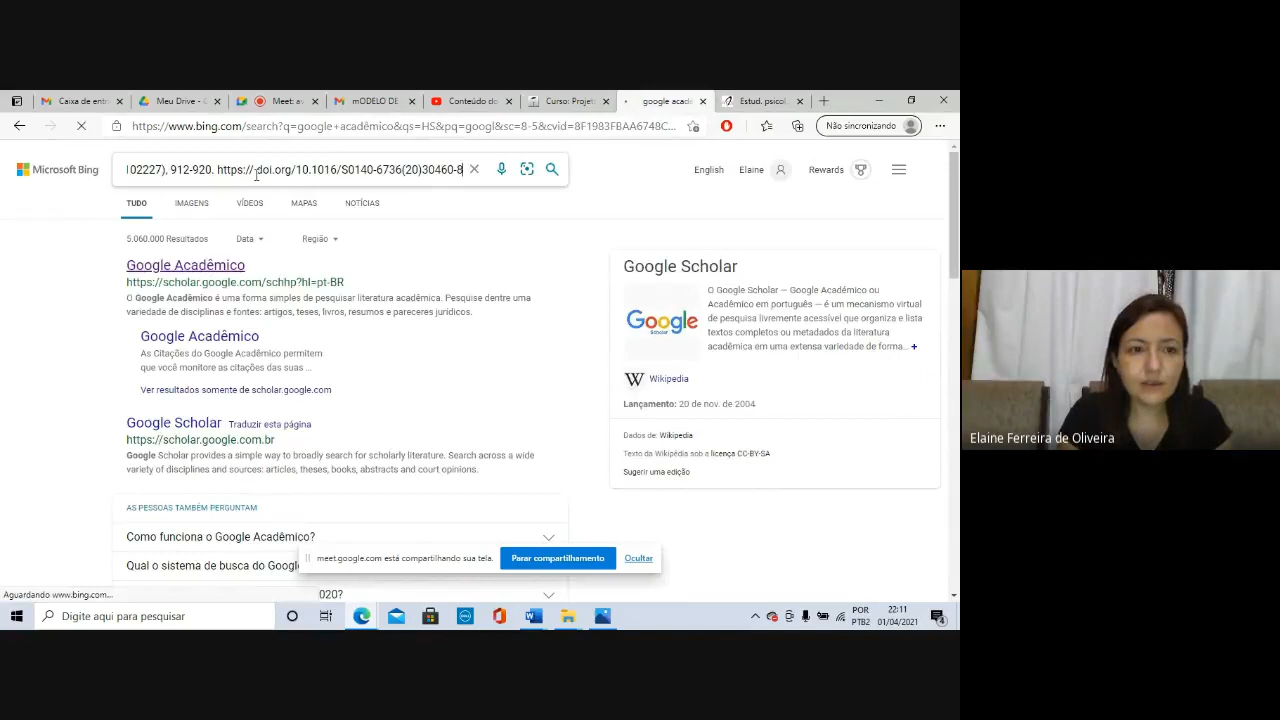 Caixa de entr
Meu Drive - G
Meet: av
mODELO DE
Conteúdo do
Curso: Projet
google acadê
Estud. psicol.
https://www.bing.com/search?q=google+acadêmico&qs=HS&pq=googl&sc=8-5&cvid=8F1983FBAA6748C...
Não sincronizando
Microsoft Bing
102227), 912-920. https://doi.org/10.1016/S0140-6736(20)30460-8
English
Elaine
Rewards
TUDO
IMAGENS
VÍDEOS
MAPAS
NOTÍCIAS
5.060.000 Resultados
Data
Região
Google Acadêmico
https://scholar.google.com/schhp?hl=pt-BR
O Google Acadêmico é uma forma simples de pesquisar literatura acadêmica. Pesquise dentre uma
variedade de disciplinas e fontes: artigos, teses, livros, resumos e pareceres jurídicos.
Google Acadêmico
As Citações do Google Acadêmico permitem
que você monitore as citações das suas ...
Ver resultados somente de scholar.google.com
Google Scholar Traduzir esta página
https://scholar.google.com.br
Google Scholar provides a simple way to broadly search for scholarly literature. Search across a wide
variety of disciplines and sources: articles, theses, books, abstracts and court opinions.
AS PESSOAS TAMBÉM PERGUNTAM
Como funciona o Google Acadêmico?
Qual o sistema de busca do Google
020?
Google Scholar
Google
Scholar
O Google Scholar — Google Acadêmico ou
Acadêmico em português — é um mecanismo virtual
de pesquisa livremente acessível que organiza e lista
textos completos ou metadados da literatura
acadêmica em uma extensa variedade de forma... +
W Wikipedia
Lançamento: 20 de nov. de 2004
Dados de: Wikipedia
Texto da Wikipédia sob a licença CC-BY-SA
Sugerir uma edição
meet.google.com está compartilhando sua tela.
Parar compartilhamento
Ocultar
Aguardando www.bing.com...
Digite aqui para pesquisar
POR
PTB2
22:11
01/04/2021
4
Elaine Ferreira de Oliveira